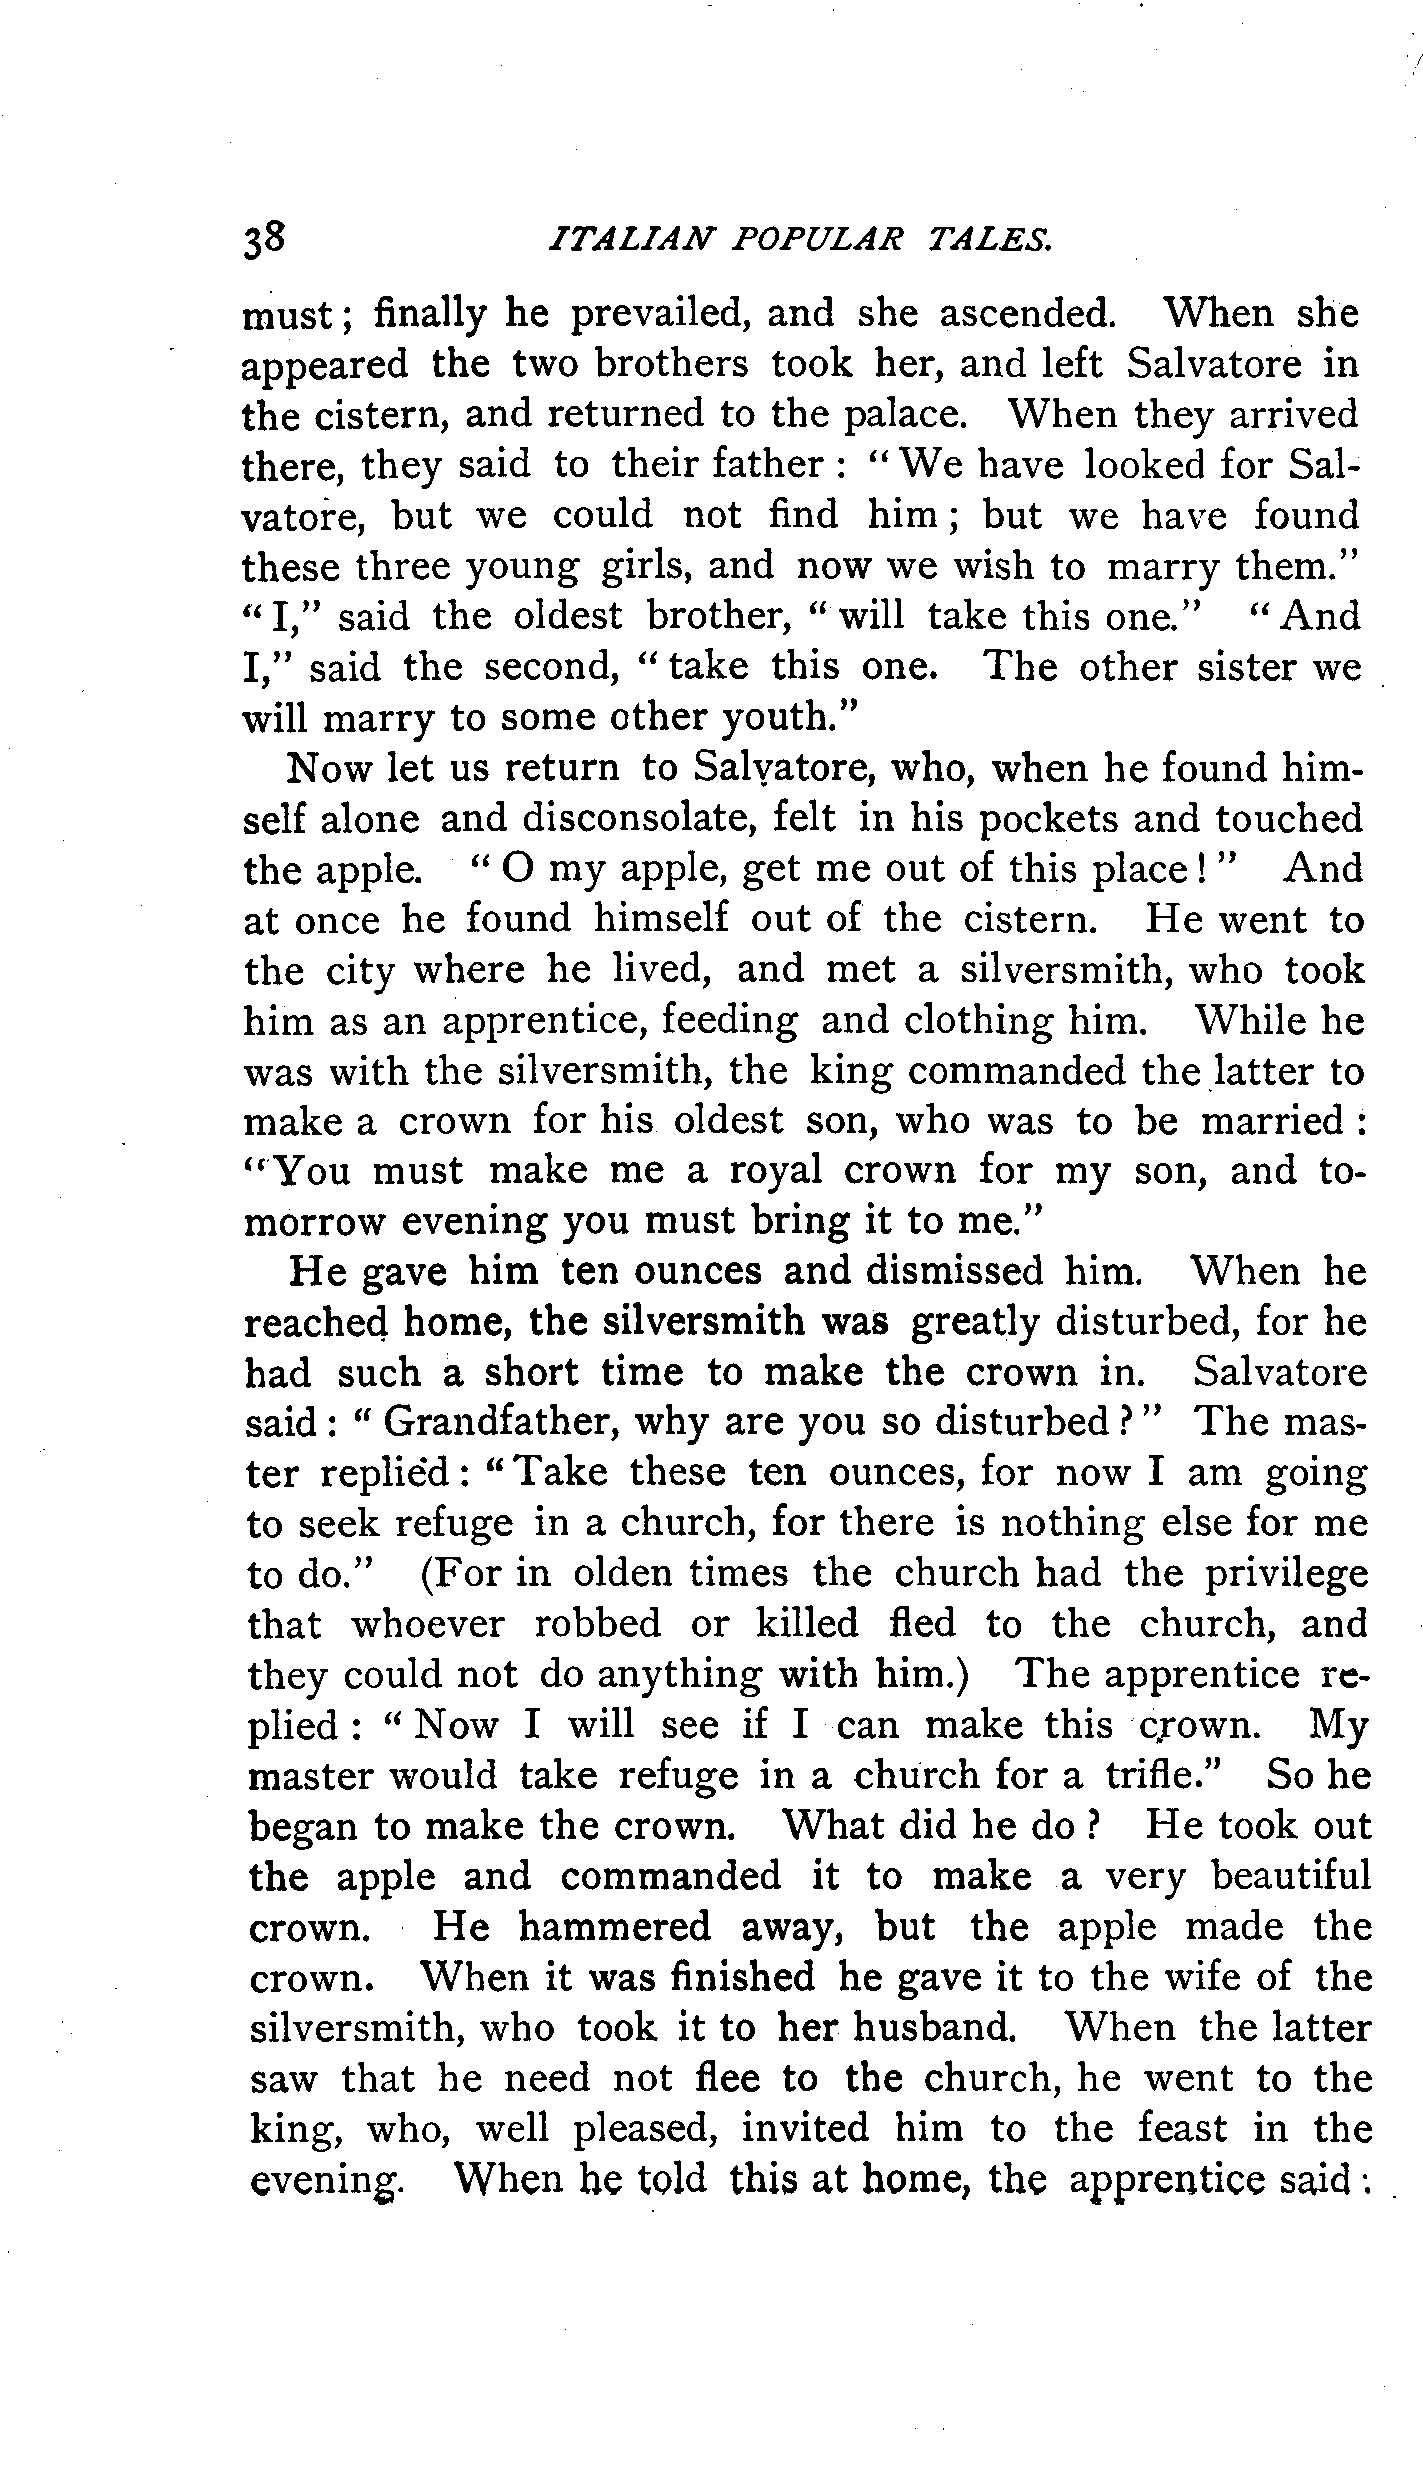 38 ITALIAN POPULAR TALES.
must ; finally he prevailed, and she ascended. When she
appeared the two brothers took her, and left Salvatore in
the cistern, and returned to the palace. When they arrived
there, they said to their father : " We have looked for Sal-
vatore, but we could not find him ; but we have found
these three young girls, and now we wish to marry them."
" I," said the oldest brother, " will take this one." " And
I," said the second, " take this one. The other sister we
will marry to some other youth."
Now let us return to Salvatore, who, when he found him-
self alone and disconsolate, felt in his pockets and touched
the apple. " O my apple, get me out of this place ! " And
at once he found himself out of the cistern. He went to
the city where he lived, and met a silversmith, who took
him as an apprentice, feeding and clothing him. While he
was with the silversmith, the king commanded the latter to
make a crown for his oldest son, who was to be married :
"You must make me a royal crown for my son, and to-
morrow evening you must bring it to me."
He gave him ten ounces and dismissed him. When he
reached home, the silversmith was greatly disturbed, for he
had such a short time to make the crown in. Salvatore
said : " Grandfather, why are you so disturbed ? " The mas-
ter replied : " Take these ten ounces, for now I am going
to seek refuge in a church, for there is nothing else for me
to do." (For in olden times the church had the privilege
that whoever robbed or killed fled to the church, and
they could not do anything with him.) The apprentice re-
plied : " Now I will see if I can make this crown. My
master would take refuge in a church for a trifle." So he
began to make the crown. What did he do ? He took out
the apple and commanded it to make a very beautiful
crown. He hammered away, but the apple made the
crown. When it was finished he gave it to the wife of the
silversmith, who took it to her husband. When the latter
saw that he need not flee to the church, he went to the
king, who, well pleased, invited him to the feast in the
evening. When he told this at home, the apprentice said :